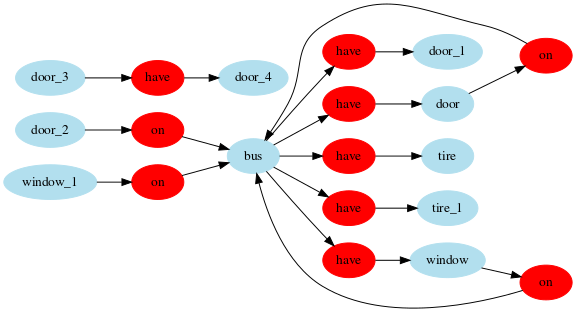 door_3 have door_4
door_2 on
window_1 on
bus
have door_1
have door on
have tire
have tire_1
have window on